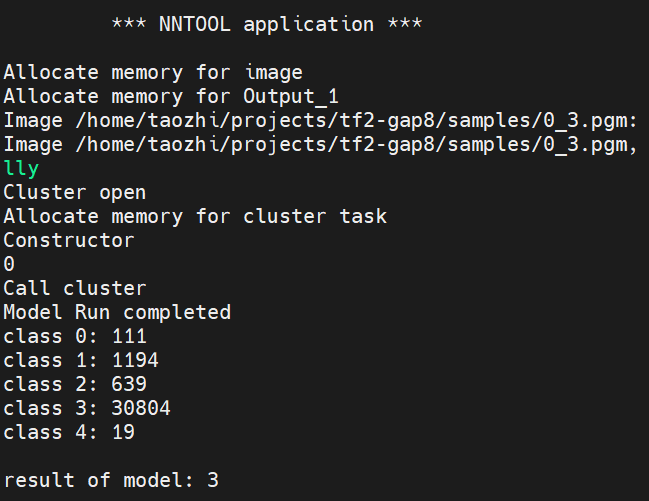 *** NNTOOL application ***
Allocate memory for image
Allocate memory for Output_1
Image /home/taozhi/projects/tf2-gap8/samples/0_3.pgm:
Image /home/taozhi/projects/tf2-gap8/samples/0_3.pgm,
lly
Cluster open
Allocate memory for cluster task
Constructor
0
Call cluster
Model Run completed
class 0: 111
class 1: 1194
class 2: 639
class 3: 30804
class 4: 19
result of model: 3